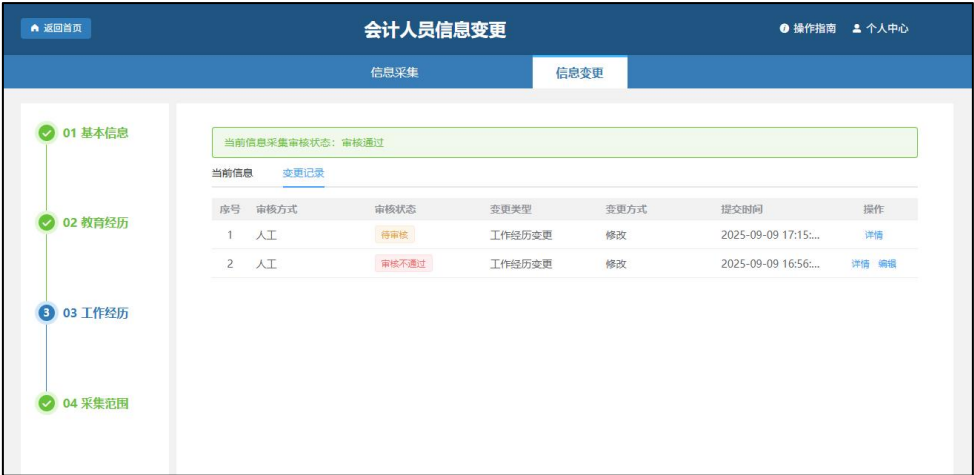 返回首页 会计人员信息变更 操作指南 个人中心
信息采集 信息变更
01 基本信息
当前信息采集审核状态：审核通过
当前信息 变更记录
序号 审核方式 审核状态 变更类型 变更方式 提交时间 操作
02 教育经历
1 人工 待审核 工作经历变更 修改 2025-09-09 17:15:... 详情
2 人工 审核不通过 工作经历变更 修改 2025-09-09 16:56:... 详情 编辑
3 03 工作经历
04 采集范围